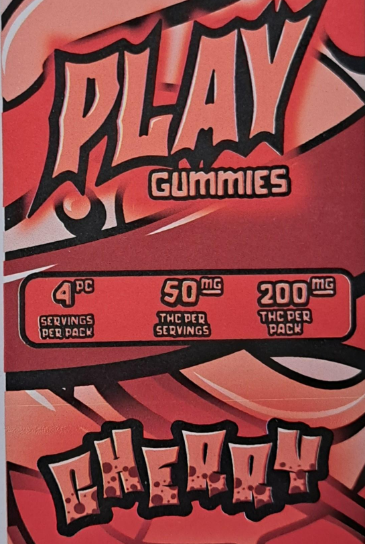 PLAY
GUMMIES
4PC 50MG 200MG
SERVINGS PER PACK THC PER SERVINGS THC PER PACK
CHERRY